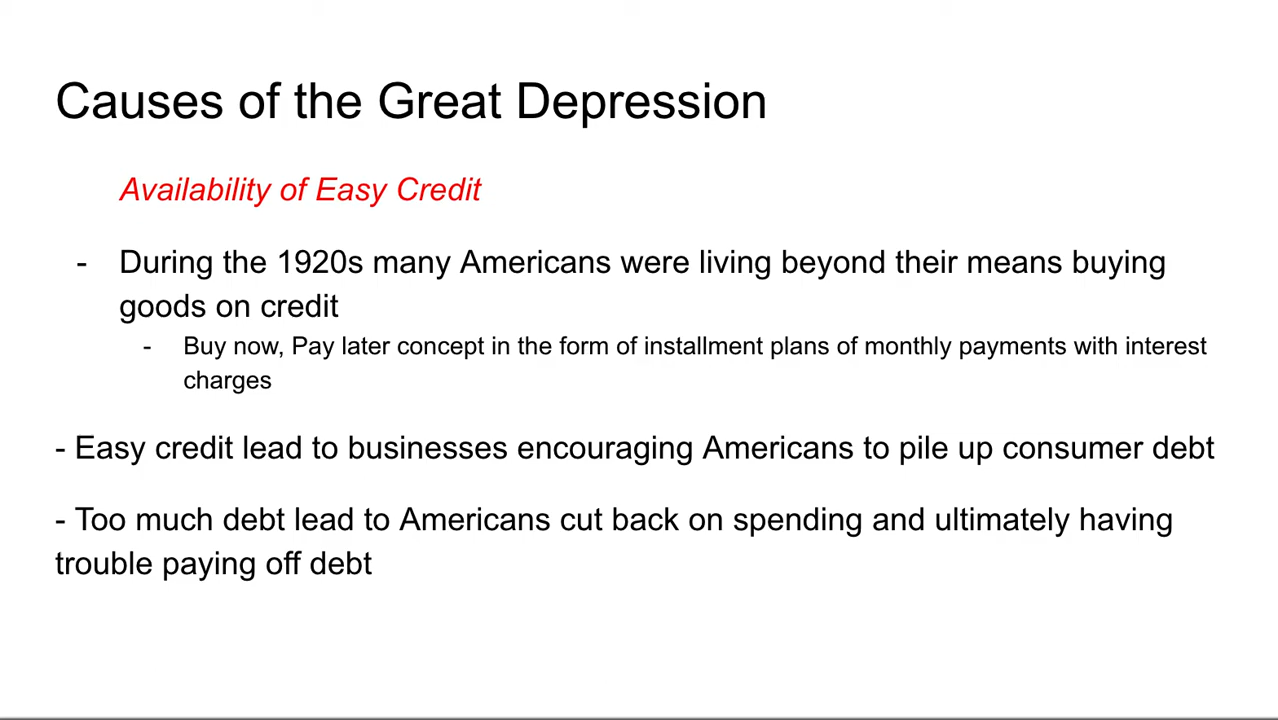 Causes of the Great Depression
Availability of Easy Credit
- During the 1920s many Americans were living beyond their means buying
goods on credit
- Buy now, Pay later concept in the form of installment plans of monthly payments with interest
charges
- Easy credit lead to businesses encouraging Americans to pile up consumer debt
- Too much debt lead to Americans cut back on spending and ultimately having
trouble paying off debt